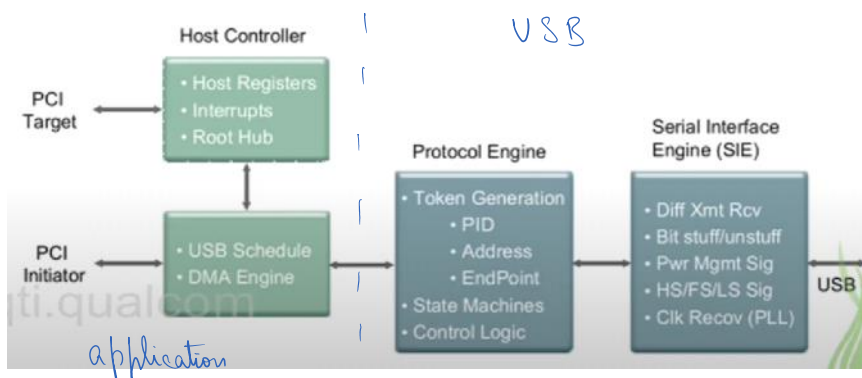 USB
Host Controller
• Host Registers
• Interrupts
• Root Hub
PCI
Target
Protocol Engine
• Token Generation
• PID
• Address
• EndPoint
• State Machines
• Control Logic
Serial Interface
Engine (SIE)
• Diff Xmt Rcv
• Bit stuff/unstuff
• Pwr Mgmt Sig
• HS/FS/LS Sig
• Clk Recov (PLL)
PCI
Initiator
• USB Schedule
• DMA Engine
USB
qti.qualcom
application